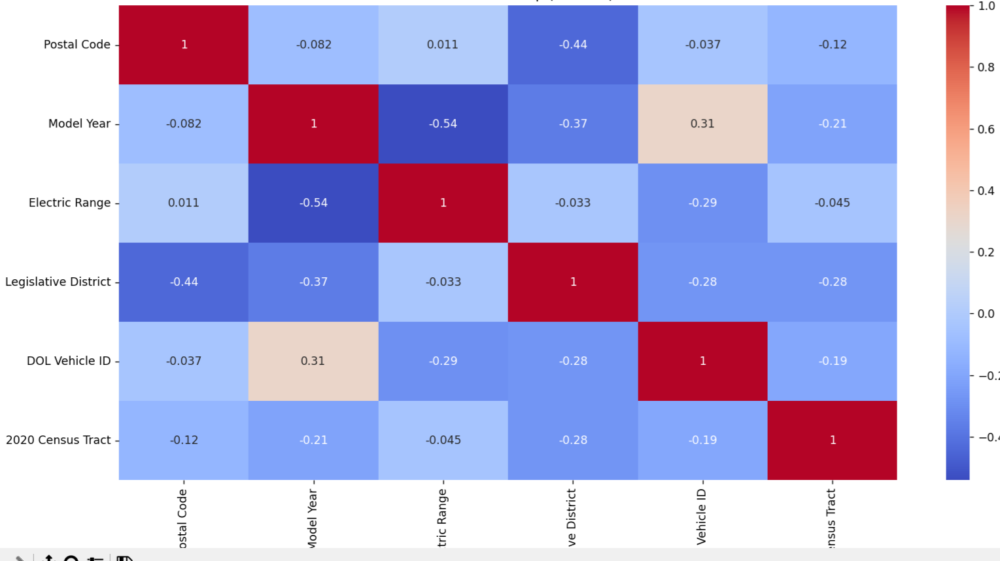 Postal Code 1 -0.082 0.011 -0.44 -0.037 -0.12 1.0
0.8
Model Year -0.082 1 -0.54 -0.37 0.31 -0.21 0.6
0.4
Electric Range 0.011 -0.54 1 -0.033 -0.29 -0.045
0.2
Legislative District -0.44 -0.37 -0.033 1 -0.28 -0.28
0.0
DOL Vehicle ID -0.037 0.31 -0.29 -0.28 1 -0.19
−0.2
2020 Census Tract -0.12 -0.21 -0.045 -0.28 -0.19 1 −0.4
ostal Code
Model Year
tric Range
ve District
Vehicle ID
ensus Tract